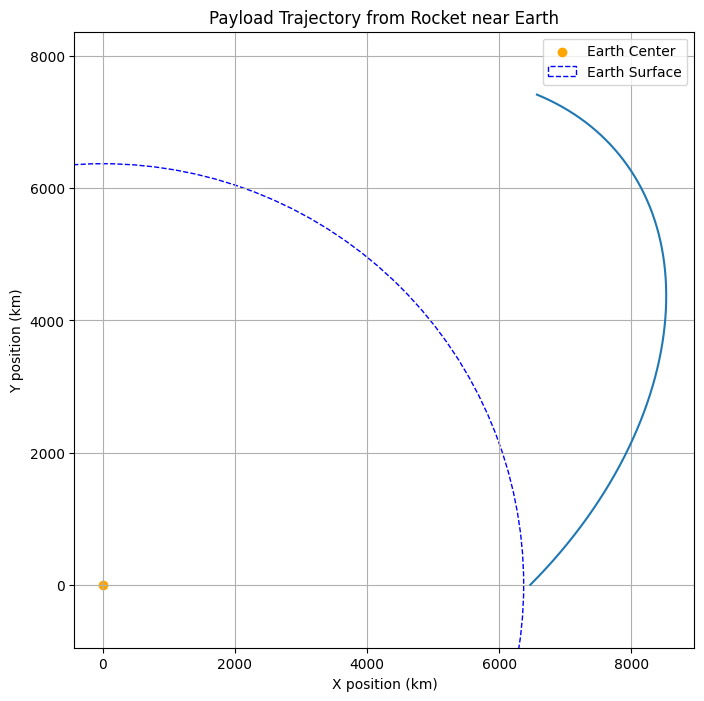 Payload Trajectory from Rocket near Earth
Earth Center
Earth Surface
8000
6000
4000
2000
0
Y position (km)
0 2000 4000 6000 8000
X position (km)